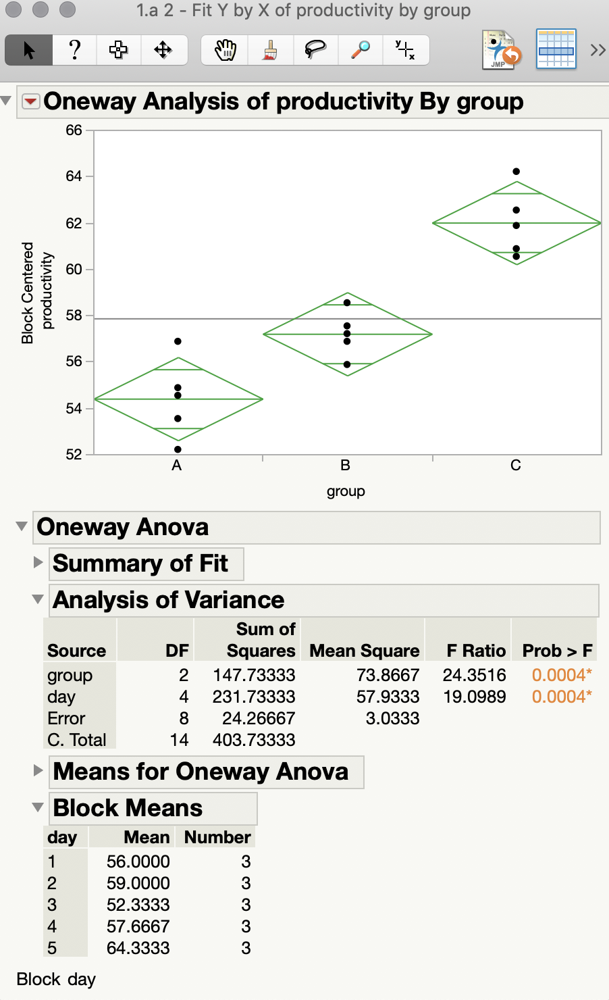 1.a 2 - Fit Y by X of productivity by group
? y x
JMP
Oneway Analysis of productivity By group
66
64
62
60
58
56
54
52
Block Centered
productivity
A B C
group
Oneway Anova
Summary of Fit
Analysis of Variance
Source DF Sum of Squares Mean Square F Ratio Prob > F
group 2 147.73333 73.8667 24.3516 0.0004*
day 4 231.73333 57.9333 19.0989 0.0004*
Error 8 24.26667 3.0333
C. Total 14 403.73333
Means for Oneway Anova
Block Means
day Mean Number
1 56.0000 3
2 59.0000 3
3 52.3333 3
4 57.6667 3
5 64.3333 3
Block day